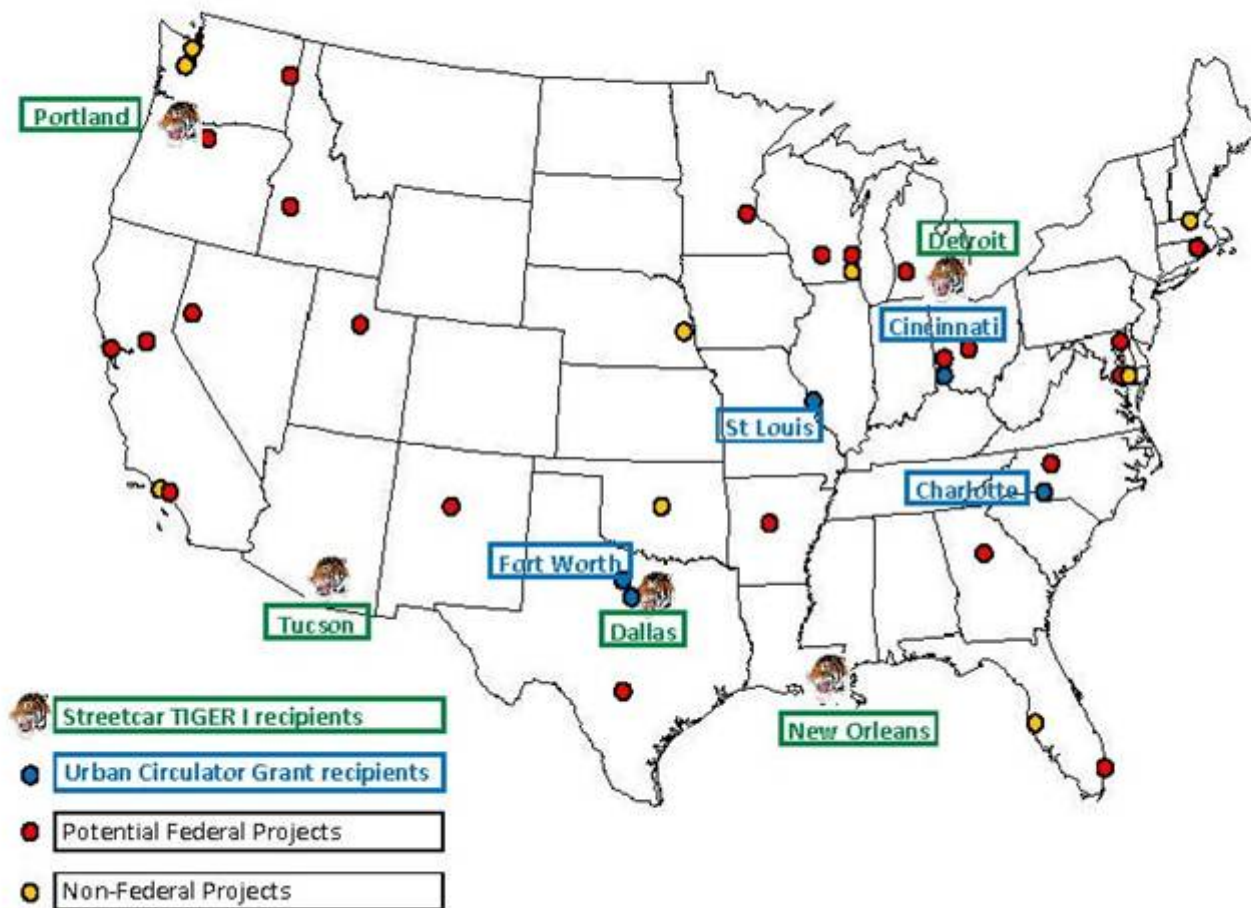 Portland
Detroit
Cincinnati
St Louis
Charlotte
Fort Worth
Tucson
Dallas
New Orleans
Streetcar TIGER I recipients
Urban Circulator Grant recipients
Potential Federal Projects
Non-Federal Projects